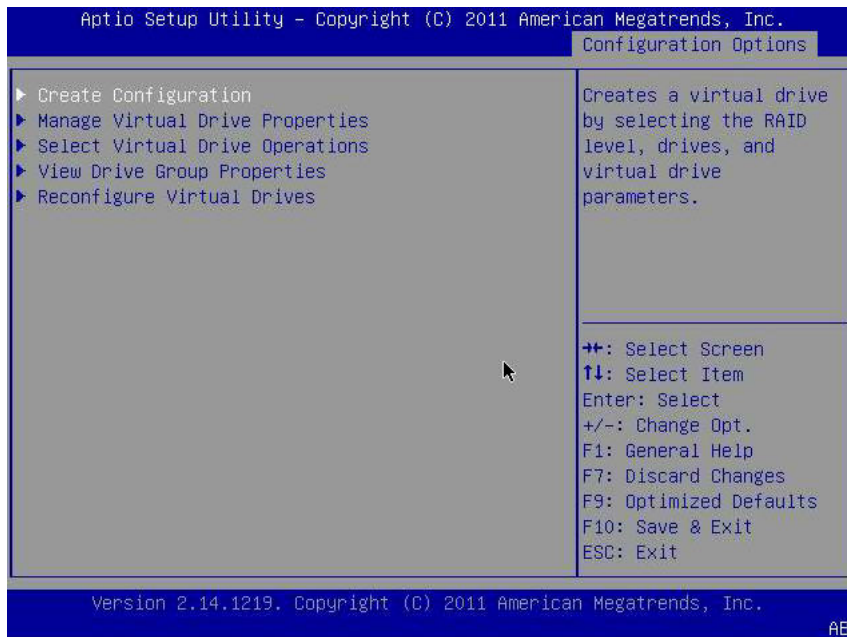 Aptio Setup Utility – Copyright (C) 2011 American Megatrends, Inc.
Configuration Options
Create Configuration
Manage Virtual Drive Properties
Select Virtual Drive Operations
View Drive Group Properties
Reconfigure Virtual Drives
Creates a virtual drive
by selecting the RAID
level, drives, and
virtual drive
parameters.
→←: Select Screen
↑↓: Select Item
Enter: Select
+/-: Change Opt.
F1: General Help
F7: Discard Changes
F9: Optimized Defaults
F10: Save & Exit
ESC: Exit
Version 2.14.1219. Copyright (C) 2011 American Megatrends, Inc.